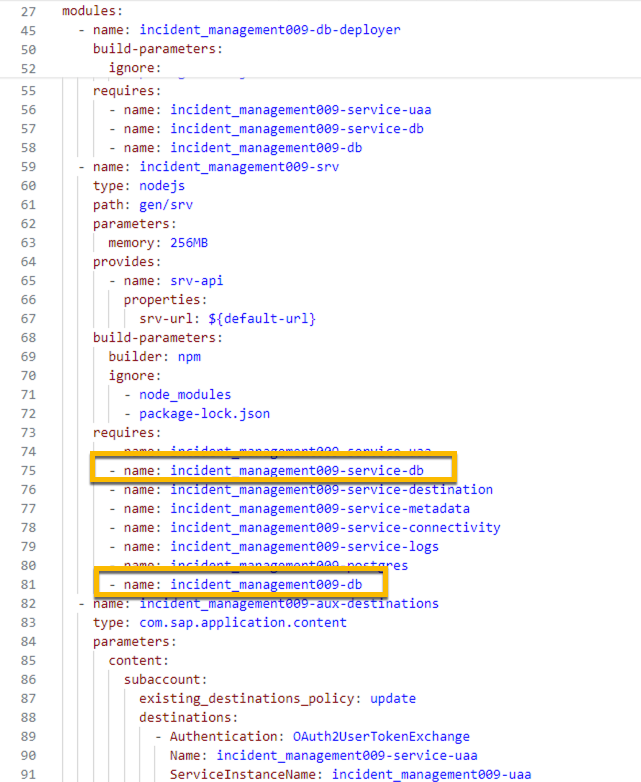 27 modules:
45 - name: incident_management009-db-deployer
50 build-parameters:
52 ignore:
55 requires:
56 - name: incident_management009-service-uaa
57 - name: incident_management009-service-db
58 - name: incident_management009-db
59 - name: incident_management009-srv
60 type: nodejs
61 path: gen/srv
62 parameters:
63 memory: 256MB
64 provides:
65 - name: srv-api
66 properties:
67 srv-url: ${default-url}
68 build-parameters:
69 builder: npm
70 ignore:
71 - node_modules
72 - package-lock.json
73 requires:
74 - name: incident_management009-service-uaa
75 - name: incident_management009-service-db
76 - name: incident_management009-service-destination
77 - name: incident_management009-service-metadata
78 - name: incident_management009-service-connectivity
79 - name: incident_management009-service-logs
80 - name: incident_management009-postgres
81 - name: incident_management009-db
82 - name: incident_management009-aux-destinations
83 type: com.sap.application.content
84 parameters:
85 content:
86 subaccount:
87 existing_destinations_policy: update
88 destinations:
89 - Authentication: OAuth2UserTokenExchange
90 Name: incident_management009-service-uaa
91 ServiceInstanceName: incident_management009-uaa